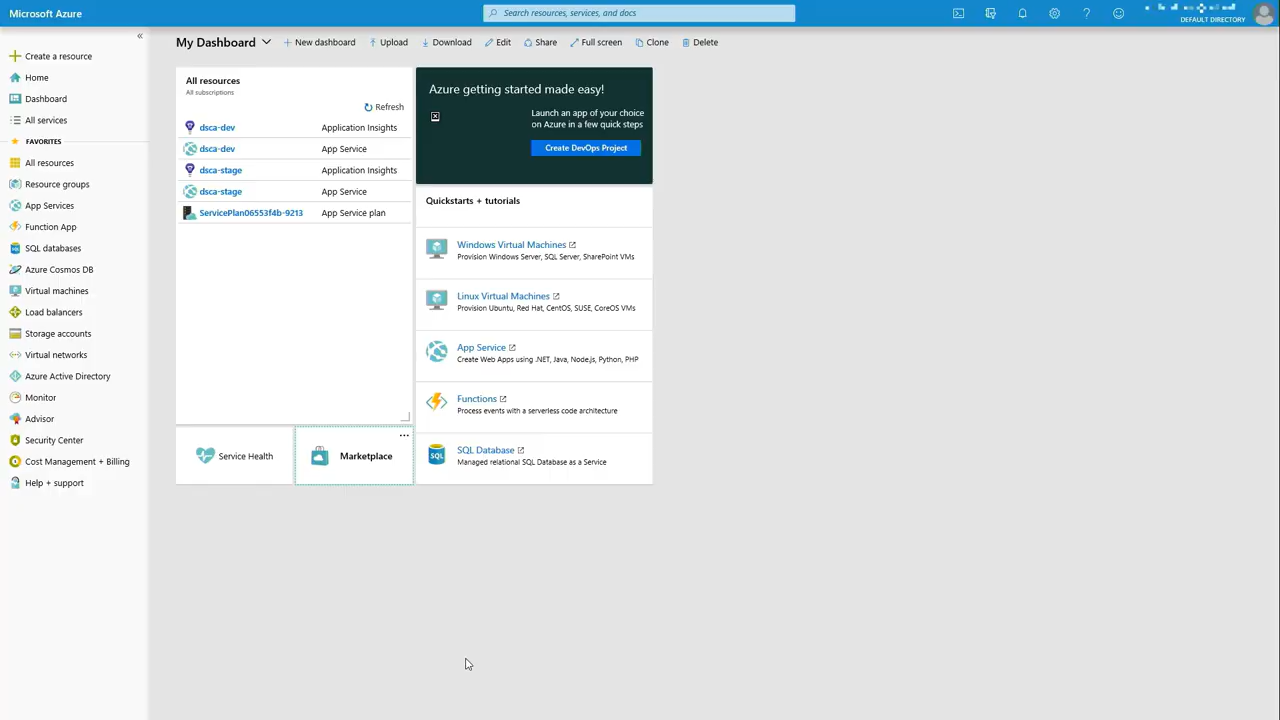 Microsoft Azure
Search resources, services, and docs
DEFAULT DIRECTORY
«
Create a resource
Home
Dashboard
All services
FAVORITES
All resources
Resource groups
App Services
Function App
SQL databases
Azure Cosmos DB
Virtual machines
Load balancers
Storage accounts
Virtual networks
Azure Active Directory
Monitor
Advisor
Security Center
Cost Management + Billing
Help + support
My Dashboard
New dashboard
Upload
Download
Edit
Share
Full screen
Clone
Delete
All resources
All subscriptions
Refresh
dsca-dev Application Insights
dsca-dev App Service
dsca-stage Application Insights
dsca-stage App Service
ServicePlan06553f4b-9213 App Service plan
Service Health
Marketplace
Azure getting started made easy!
Launch an app of your choice
on Azure in a few quick steps
Create DevOps Project
Quickstarts + tutorials
Windows Virtual Machines
Provision Windows Server, SQL Server, SharePoint VMs
Linux Virtual Machines
Provision Ubuntu, Red Hat, CentOS, SUSE, CoreOS VMs
App Service
Create Web Apps using .NET, Java, Node.js, Python, PHP
Functions
Process events with a serverless code architecture
SQL
SQL Database
Managed relational SQL Database as a Service